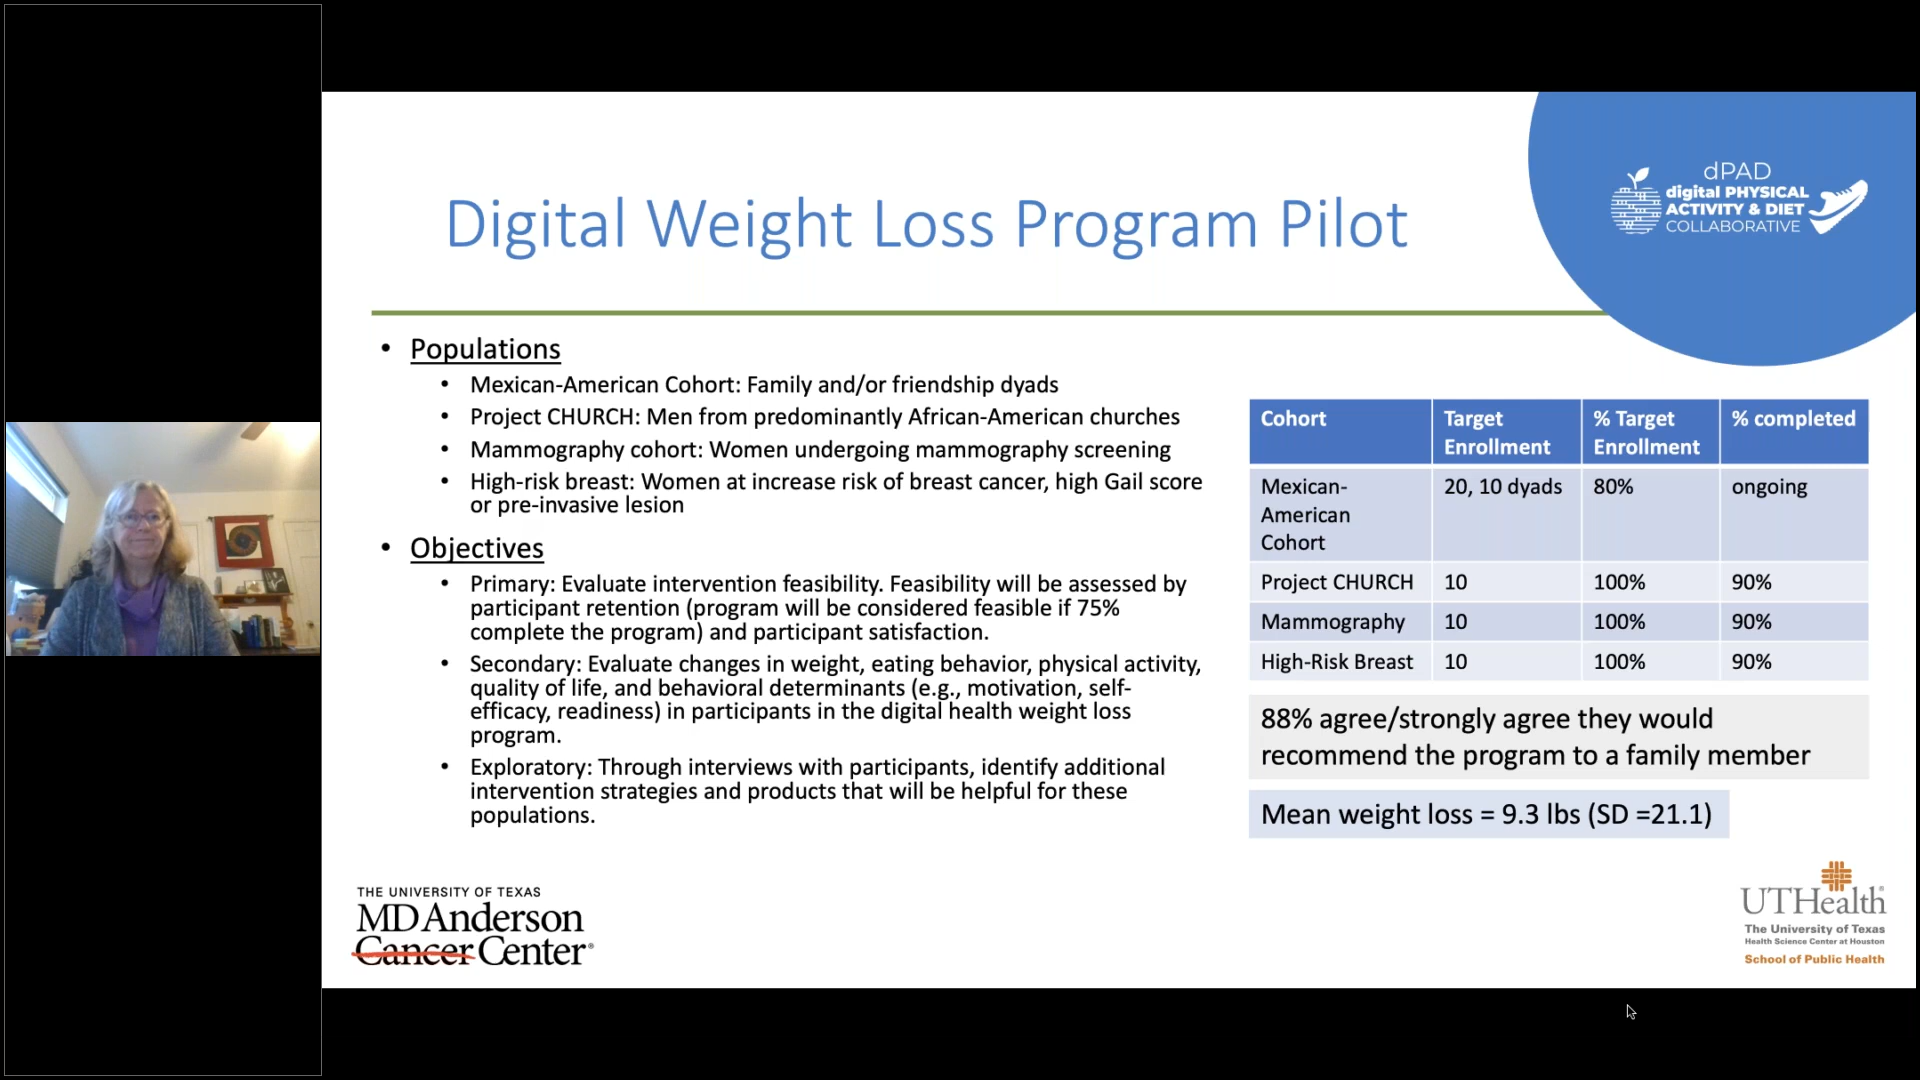 dPAD
digital PHYSICAL
ACTIVITY & DIET
COLLABORATIVE
Digital Weight Loss Program Pilot
• Populations
• Mexican-American Cohort: Family and/or friendship dyads
• Project CHURCH: Men from predominantly African-American churches
• Mammography cohort: Women undergoing mammography screening
• High-risk breast: Women at increase risk of breast cancer, high Gail score
or pre-invasive lesion
• Objectives
• Primary: Evaluate intervention feasibility. Feasibility will be assessed by
participant retention (program will be considered feasible if 75%
complete the program) and participant satisfaction.
• Secondary: Evaluate changes in weight, eating behavior, physical activity,
quality of life, and behavioral determinants (e.g., motivation, self-
efficacy, readiness) in participants in the digital health weight loss
program.
• Exploratory: Through interviews with participants, identify additional
intervention strategies and products that will be helpful for these
populations.
Cohort Target Enrollment % Target Enrollment % completed
Mexican-American Cohort 20, 10 dyads 80% ongoing
Project CHURCH 10 100% 90%
Mammography 10 100% 90%
High-Risk Breast 10 100% 90%
88% agree/strongly agree they would
recommend the program to a family member
Mean weight loss = 9.3 lbs (SD =21.1)
THE UNIVERSITY OF TEXAS
MD Anderson
Cancer Center®
UTHealth®
The University of Texas
Health Science Center at Houston
School of Public Health